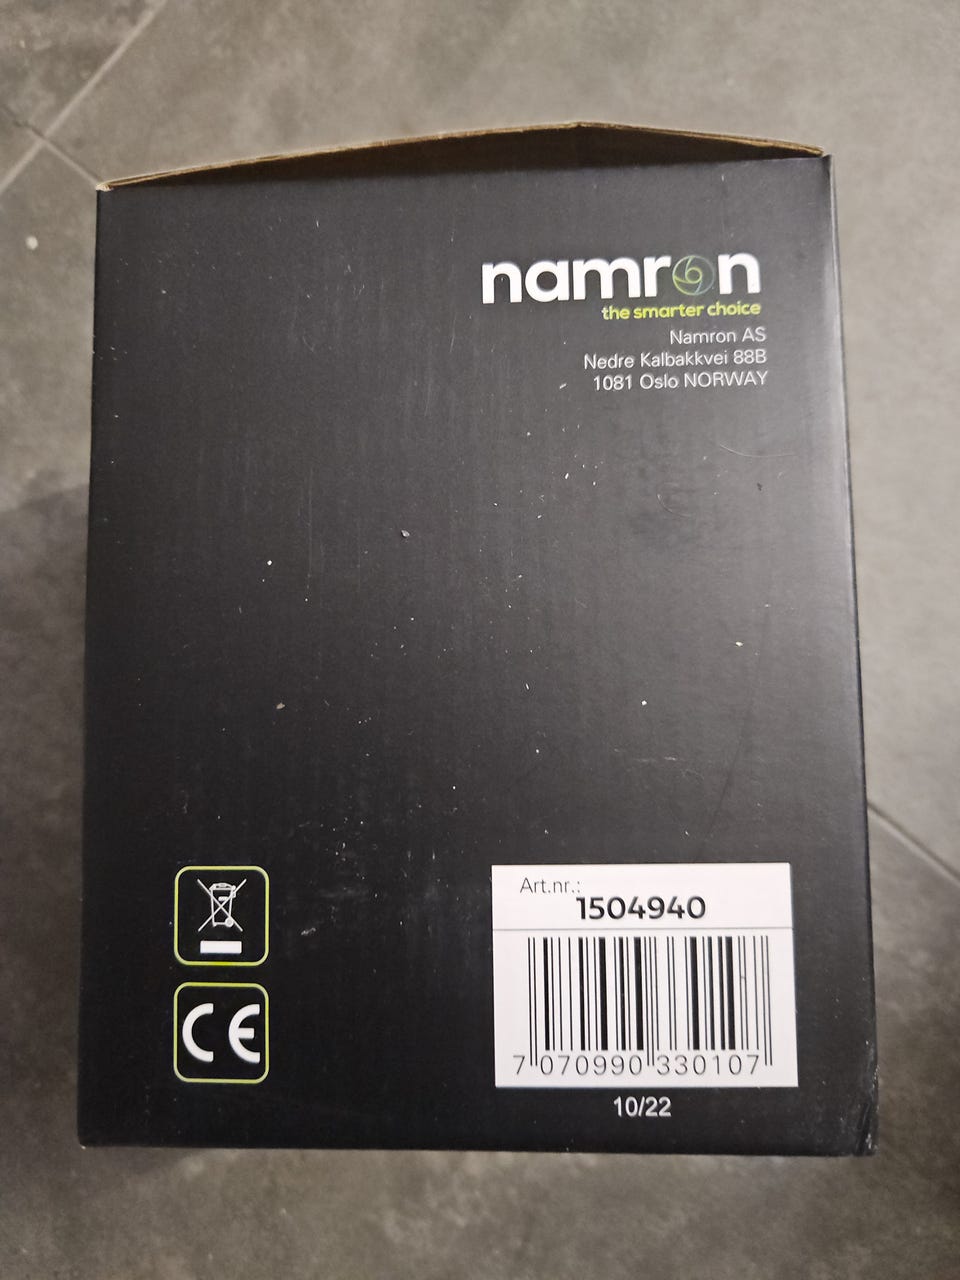 namron
the smarter choice
Namron AS
Nedre Kalbakkvei 88B
1081 Oslo NORWAY
Art.nr.:
1504940
7 070990 330107
10/22
CE